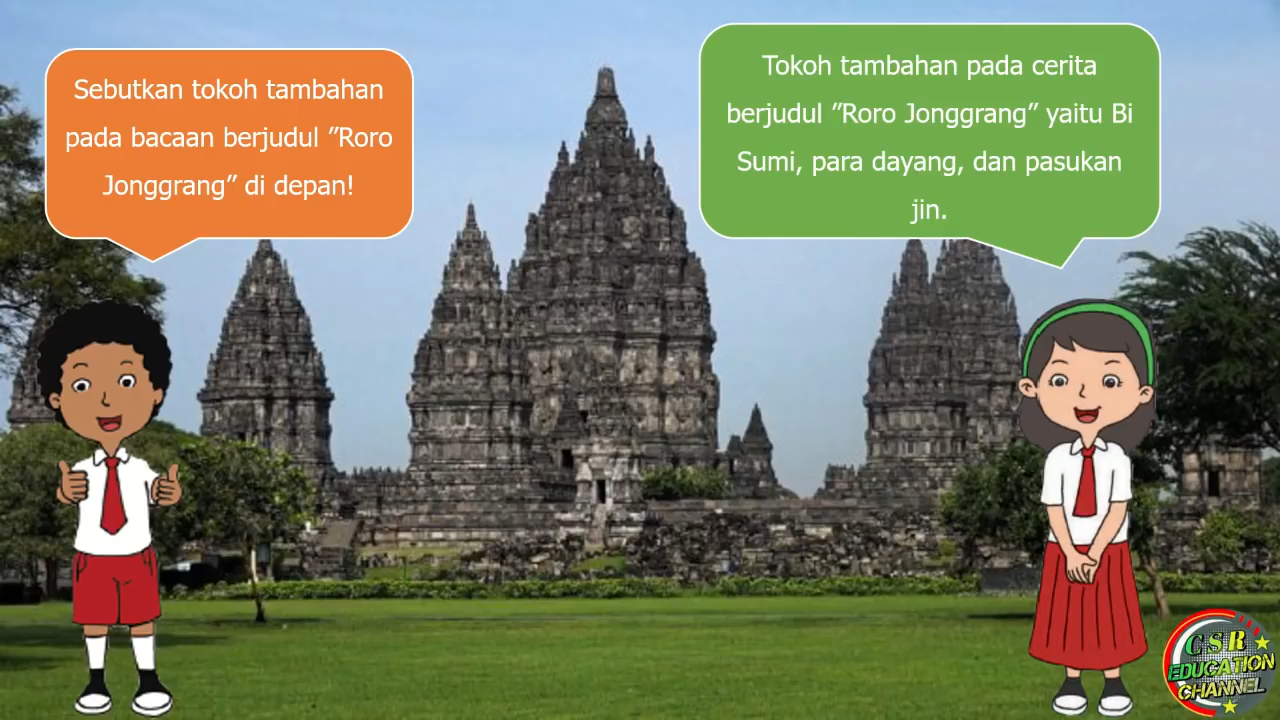 Sebutkan tokoh tambahan
pada bacaan berjudul ”Roro
Jonggrang” di depan!
Tokoh tambahan pada cerita
berjudul ”Roro Jonggrang” yaitu Bi
Sumi, para dayang, dan pasukan
jin.
CSR
EDUCATION
CHANNEL